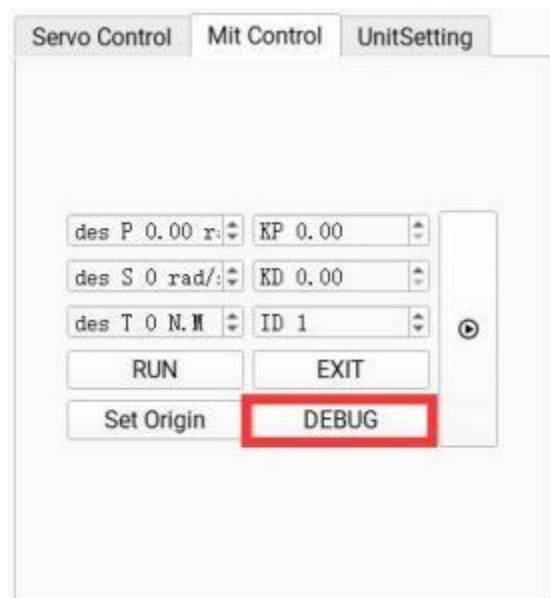 Servo Control Mit Control UnitSetting
des P 0.00 r KP 0.00
des S 0 rad/s KD 0.00
des T 0 N.M ID 1
RUN EXIT
Set Origin DEBUG